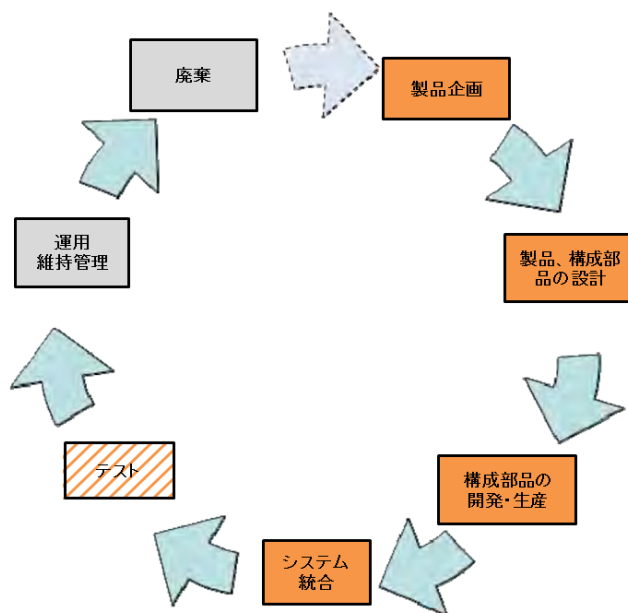 廃棄
製品企画
製品、構成部
品の設計
構成部品の
開発・生産
システム
統合
テスト
運用
維持管理